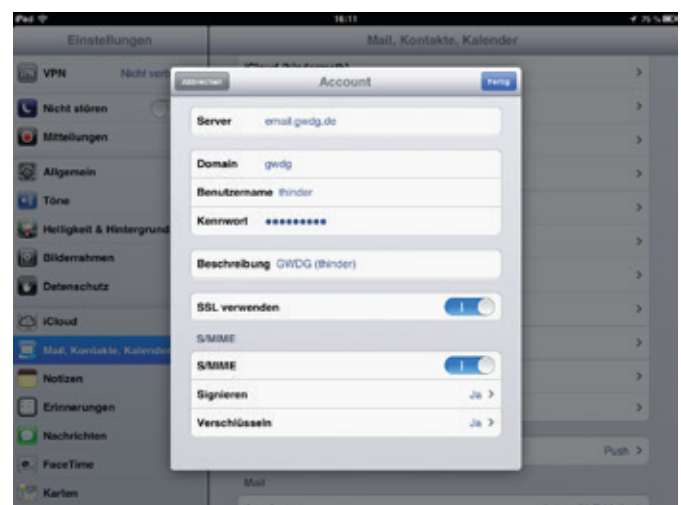 iPad
16:11
75 %
Einstellungen
Mail, Kontakte, Kalender
VPN
Nicht verb
Nicht stören
Mitteilungen
Allgemein
Töne
Helligkeit & Hintergrund
Bilderrahmen
Datenschutz
iCloud
Mail, Kontakte, Kalender
Notizen
Erinnerungen
Nachrichten
FaceTime
Karten
Abbrechen
Account
Fertig
Server email.gwdg.de
Domain gwdg
Benutzername thinder
Kennwort •••••••••
Beschreibung GWDG (thinder)
SSL verwenden
S/MIME
S/MIME
Signieren Ja
Verschlüsseln Ja
Push
Mail